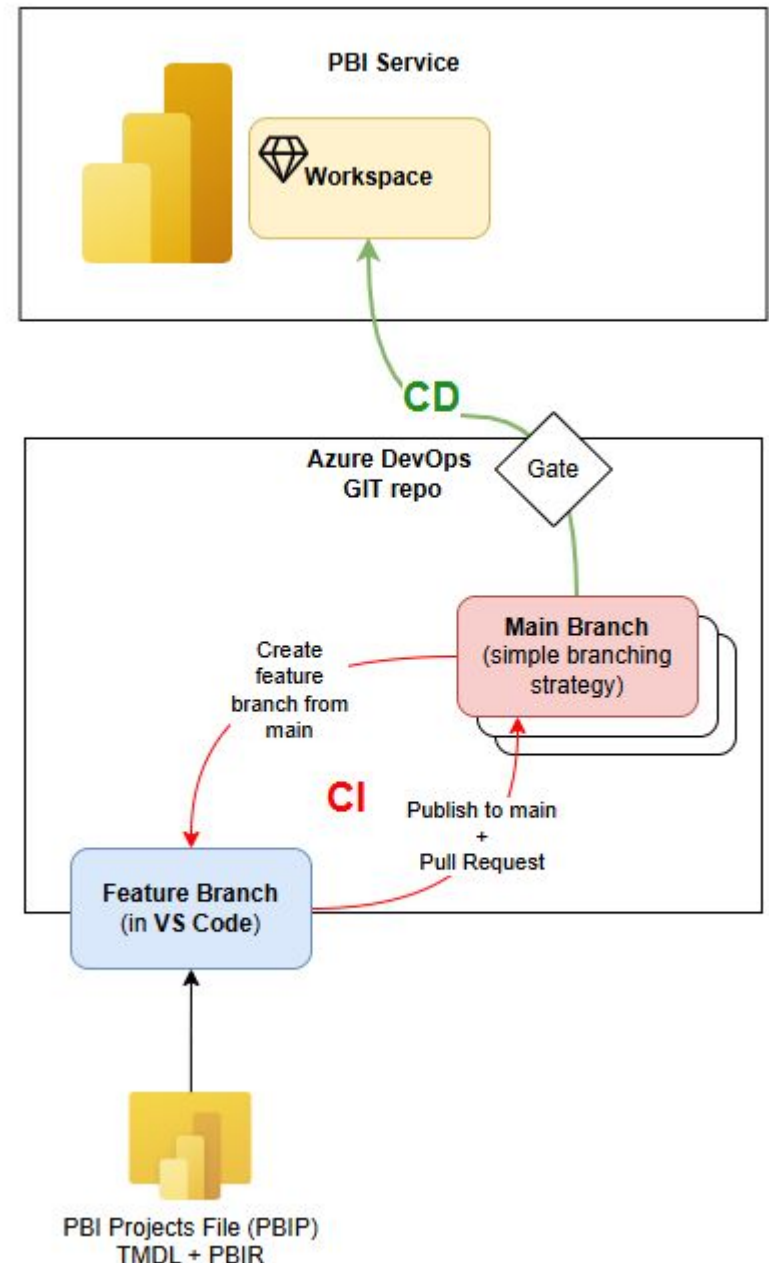 PBI Service
Workspace
CD
Azure DevOps
GIT repo
Gate
Main Branch
(simple branching
strategy)
Create
feature
branch from
main
CI
Publish to main
+
Pull Request
Feature Branch
(in VS Code)
PBI Projects File (PBIP)
TMDL + PBIR